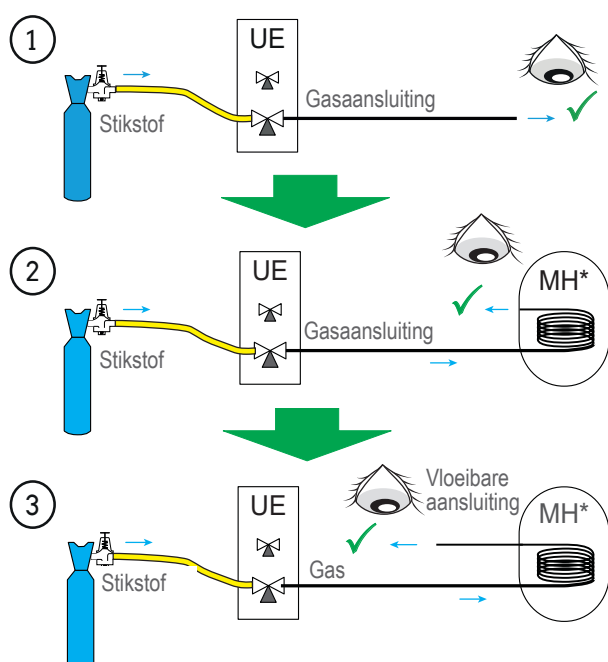 1
UE
Gasaansluiting
Stikstof
2
UE
MH*
Gasaansluiting
Stikstof
3
UE
Vloeibare
aansluiting
MH*
Gas
Stikstof